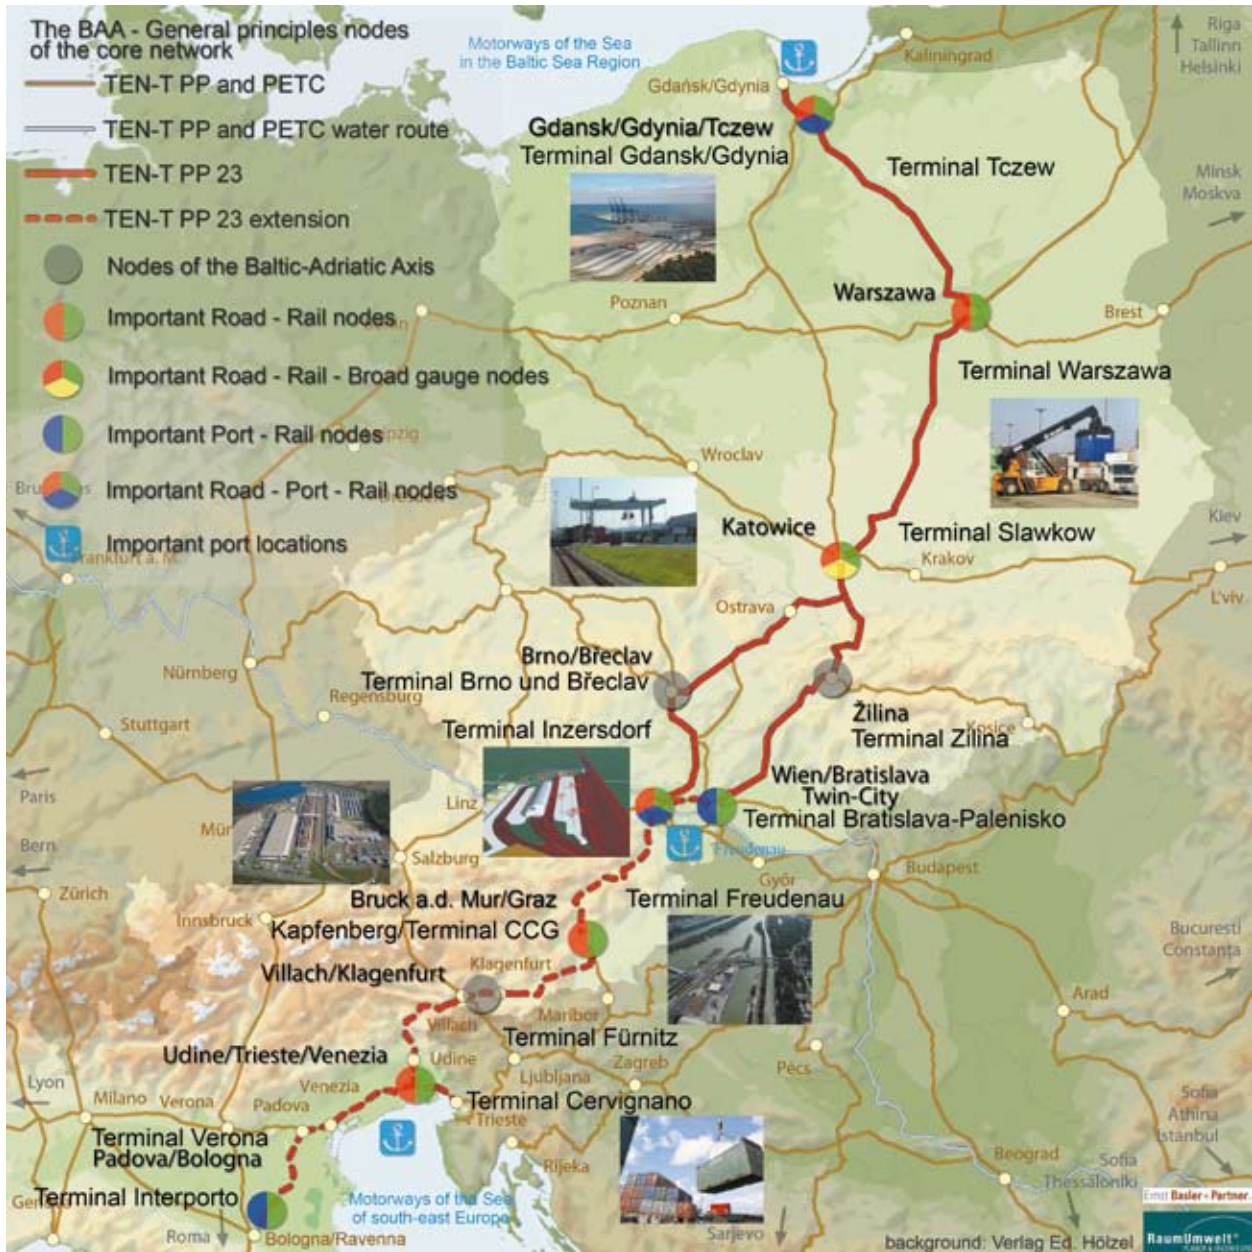 The BAA - General principles nodes
of the core network
TEN-T PP and PETC
TEN-T PP and PETC water route
TEN-T PP 23
TEN-T PP 23 extension
Nodes of the Baltic-Adriatic Axis
Important Road - Rail nodes
Important Road - Rail - Broad gauge nodes
Important Port - Rail nodes
Important Road - Port - Rail nodes
Important port locations
Motorways of the Sea
in the Baltic Sea Region
Kaliningrad
Riga
Tallinn
Helsinki
Gdańsk/Gdynia
Gdansk/Gdynia/Tczew
Terminal Gdansk/Gdynia
Terminal Tczew
Minsk
Moskva
Warszawa
Poznan
Brest
Terminal Warszawa
Wroclav
Katowice
Terminal Slawkow
Kiev
Krakov
L'viv
Frankfurt a. M.
Ostrava
Nürnberg
Brno/Břeclav
Terminal Brno und Břeclav
Regensburg
Stuttgart
Žilina
Terminal Zilina
Kosice
Terminal Inzersdorf
Wien/Bratislava
Twin-City
Terminal Bratislava-Palenisko
Paris
Linz
Freudenau
Bern
Salzburg
Györ
Budapest
Zürich
Innsbruck
Bruck a.d. Mur/Graz
Kapfenberg/Terminal CCG
Terminal Freudenau
Bucuresti
Constanța
Villach/Klagenfurt
Klagenfurt
Arad
Villach
Maribor
Terminal Fürnitz
Udine/Trieste/Venezia
Udine
Ljubljana
Zagreb
Pécs
Lyon
Milano
Verona
Padova
Venezia
Terminal Cervignano
Trieste
Sofia
Athina
Istanbul
Terminal Verona
Padova/Bologna
Rijeka
Beograd
Sofia
Thessaloniki
Terminal Interporto
Motorways of the Sea
of south-east Europe
Roma
Bologna/Ravenna
Sarjevo
Ernst Basler + Partner
background: Verlag Ed. Hölzel
RaumUmwelt